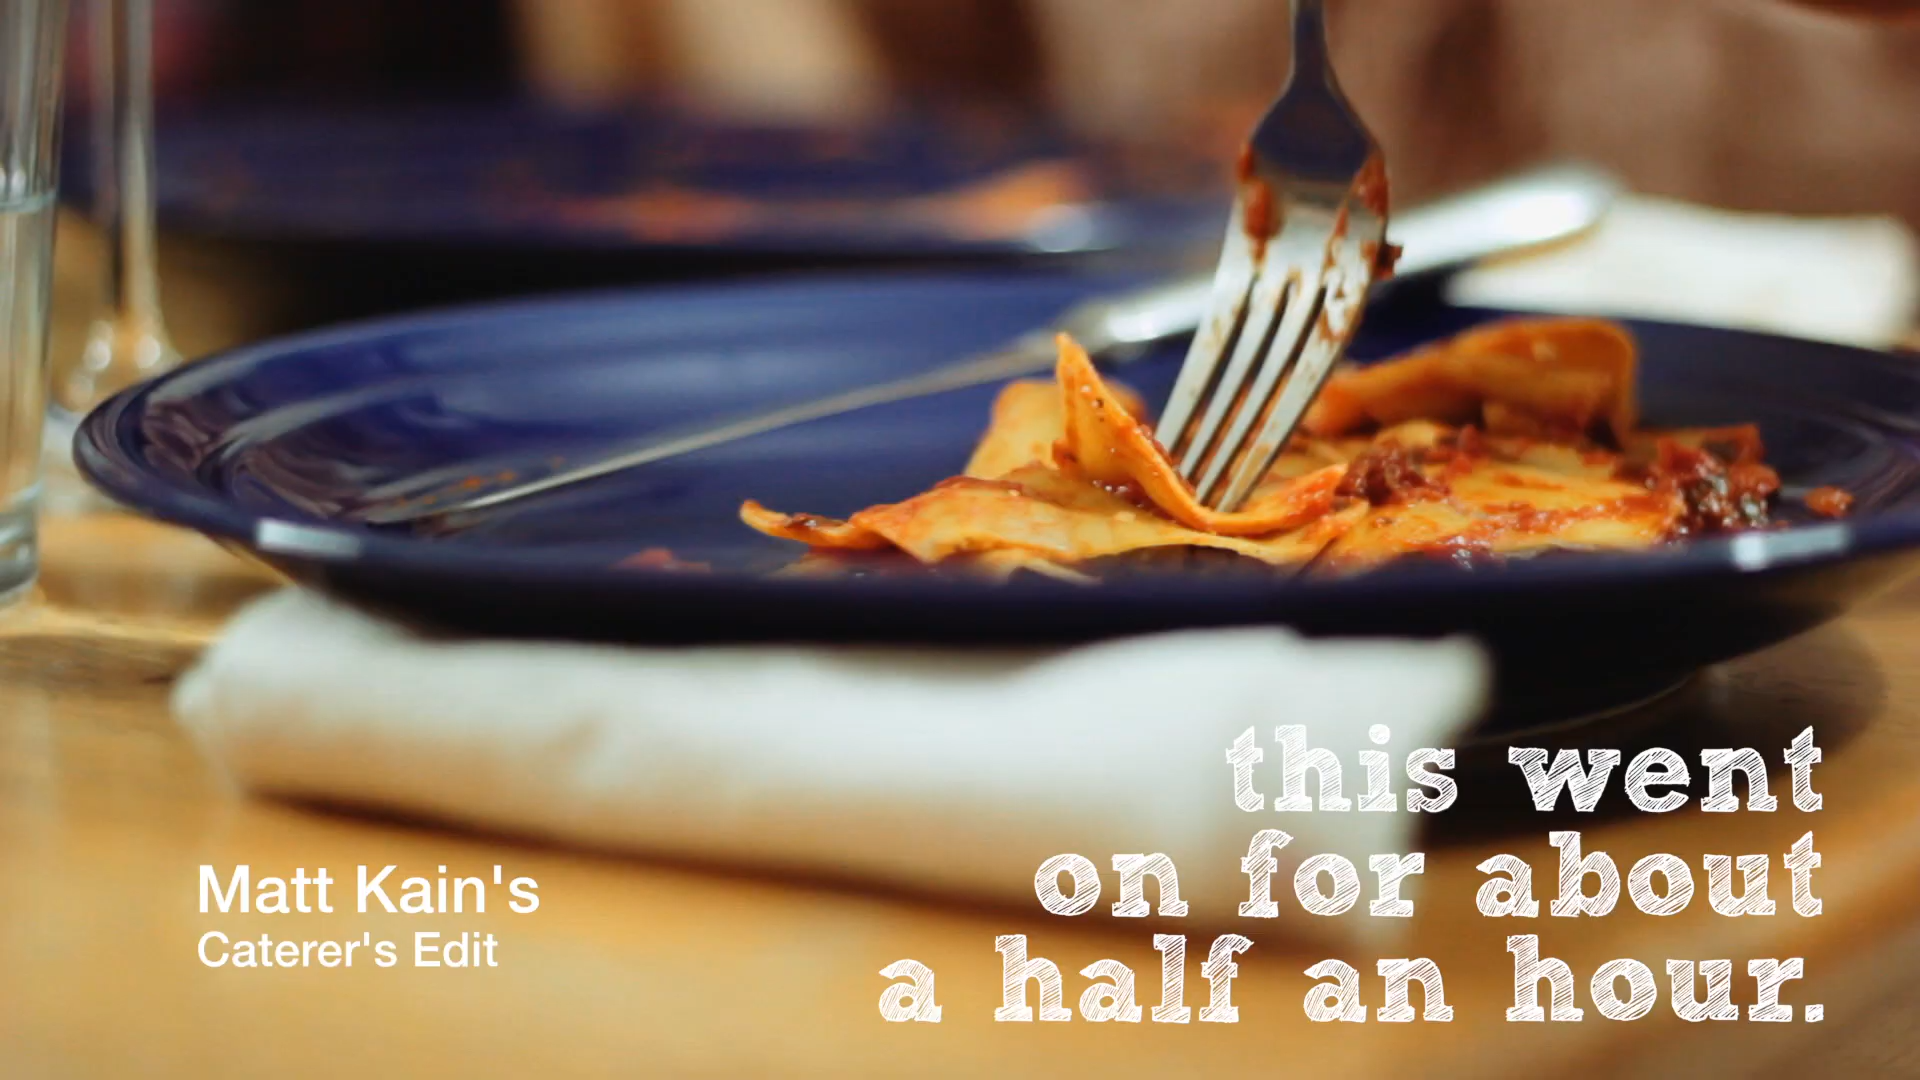 Matt Kain's
Caterer's Edit
this went
on for about
a half an hour.